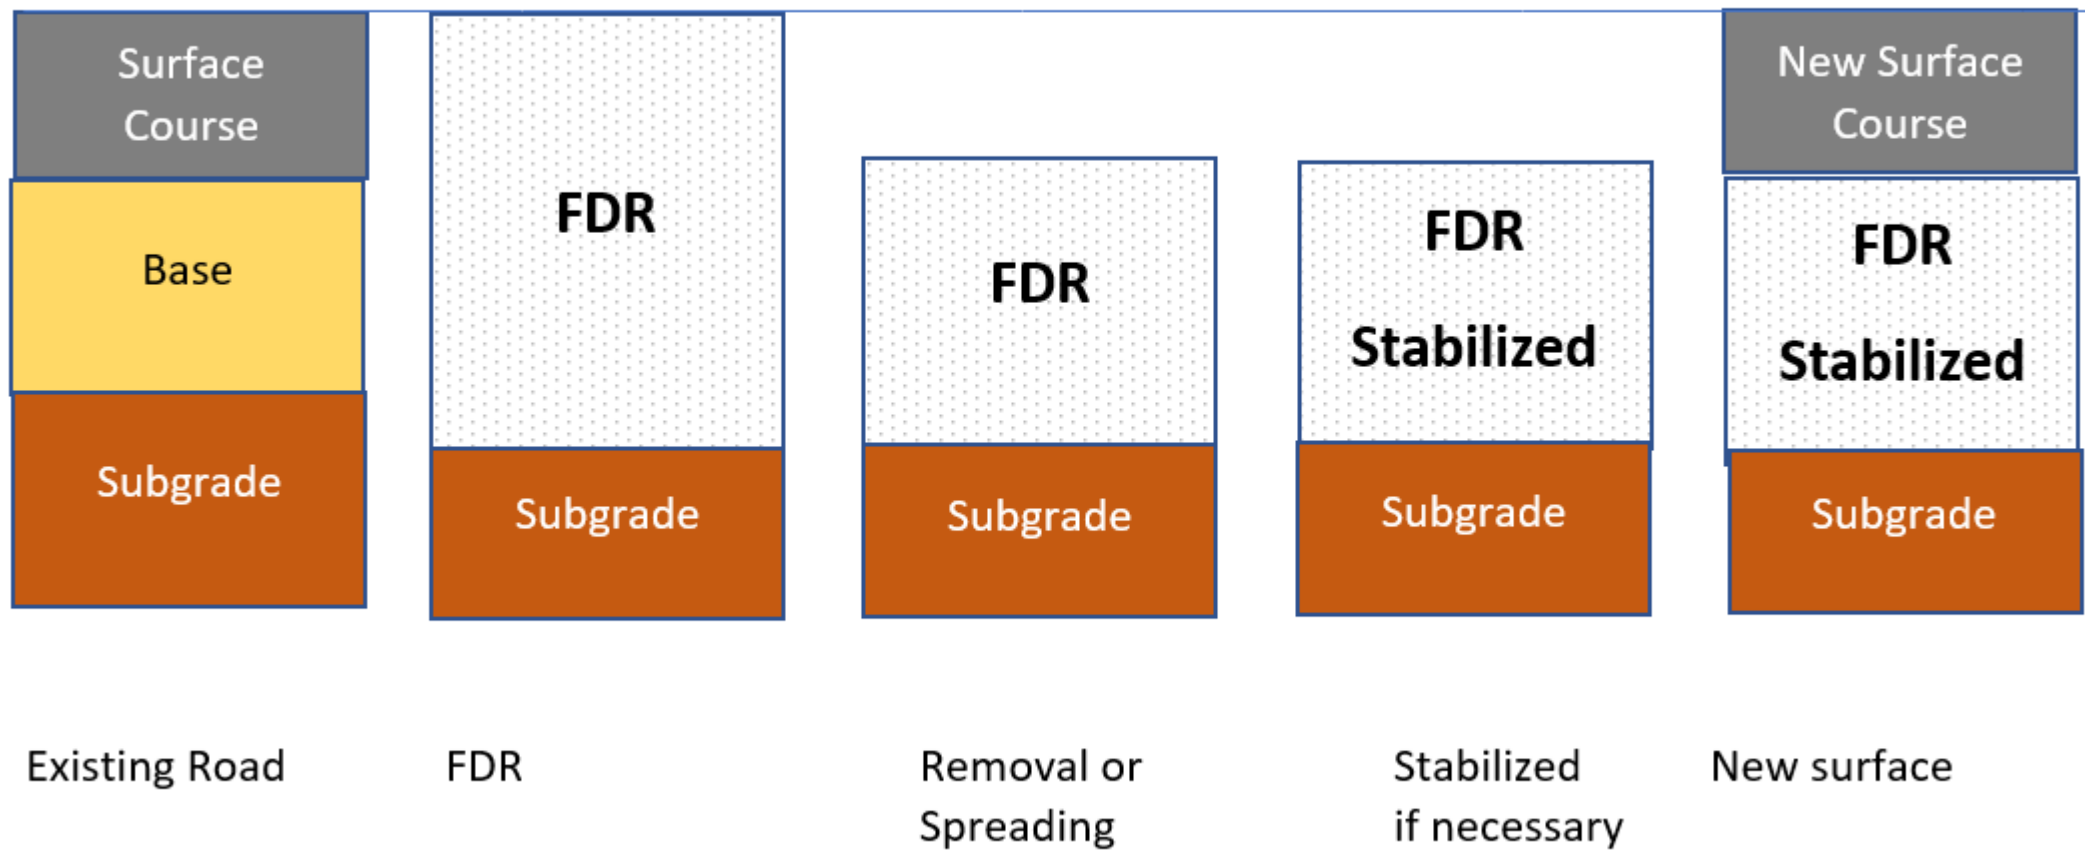 Surface
Course
Base
Subgrade
FDR
Subgrade
FDR
Subgrade
FDR
Stabilized
Subgrade
New Surface
Course
FDR
Stabilized
Subgrade
Existing Road
FDR
Removal or
Spreading
Stabilized
if necessary
New surface